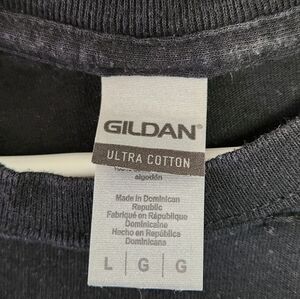 GILDAN®
ULTRA COTTON
algodón
Made in Dominican
Republic
Fabriqué en République
Dominicaine
Hecho en República
Dominicana
L G G